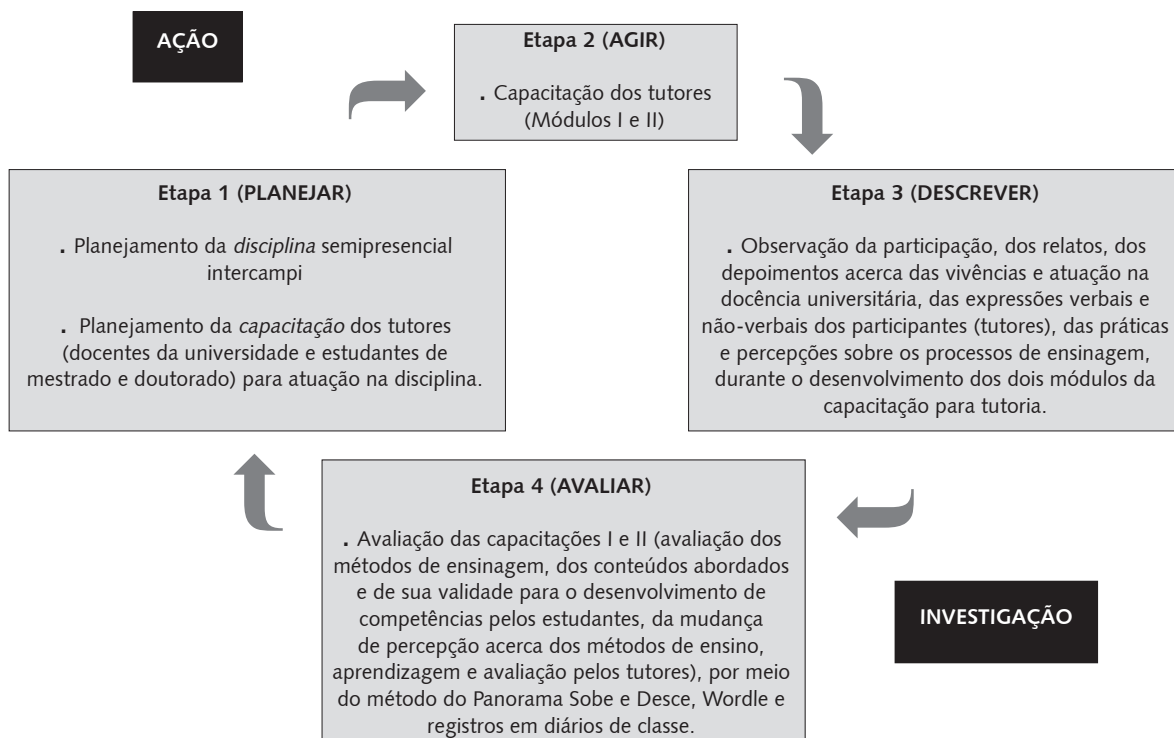 AÇÃO
Etapa 2 (AGIR)
. Capacitação dos tutores
(Módulos I e II)
Etapa 1 (PLANEJAR)
. Planejamento da disciplina semipresencial
intercampi
. Planejamento da capacitação dos tutores
(docentes da universidade e estudantes de
mestrado e doutorado) para atuação na disciplina.
Etapa 3 (DESCREVER)
. Observação da participação, dos relatos, dos
depoimentos acerca das vivências e atuação na
docência universitária, das expressões verbais e
não-verbais dos participantes (tutores), das práticas
e percepções sobre os processos de ensinagem,
durante o desenvolvimento dos dois módulos da
capacitação para tutoria.
Etapa 4 (AVALIAR)
. Avaliação das capacitações I e II (avaliação dos
métodos de ensinagem, dos conteúdos abordados
e de sua validade para o desenvolvimento de
competências pelos estudantes, da mudança
de percepção acerca dos métodos de ensino,
aprendizagem e avaliação pelos tutores), por meio
do método do Panorama Sobe e Desce, Wordle e
registros em diários de classe.
INVESTIGAÇÃO